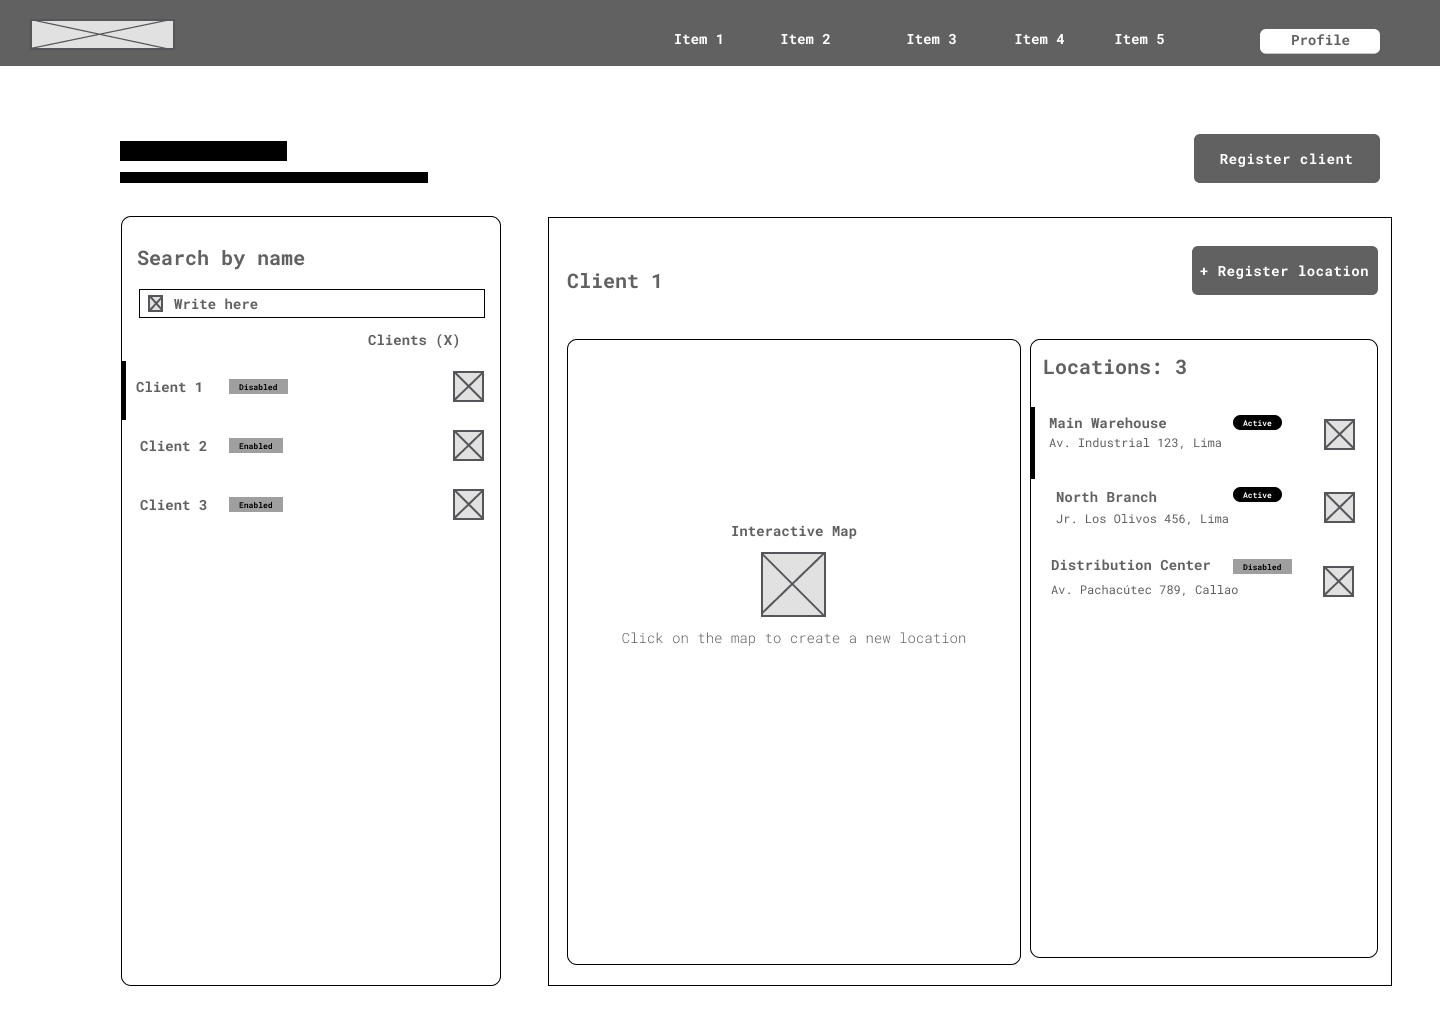 Item 1
Item 2
Item 3
Item 4
Item 5
Profile
Register client
Search by name
Write here
Clients (X)
Client 1
Disabled
Client 2
Enabled
Client 3
Enabled
Client 1
+ Register location
Interactive Map
Click on the map to create a new location
Locations: 3
Main Warehouse
Active
Av. Industrial 123, Lima
North Branch
Active
Jr. Los Olivos 456, Lima
Distribution Center
Disabled
Av. Pachacútec 789, Callao